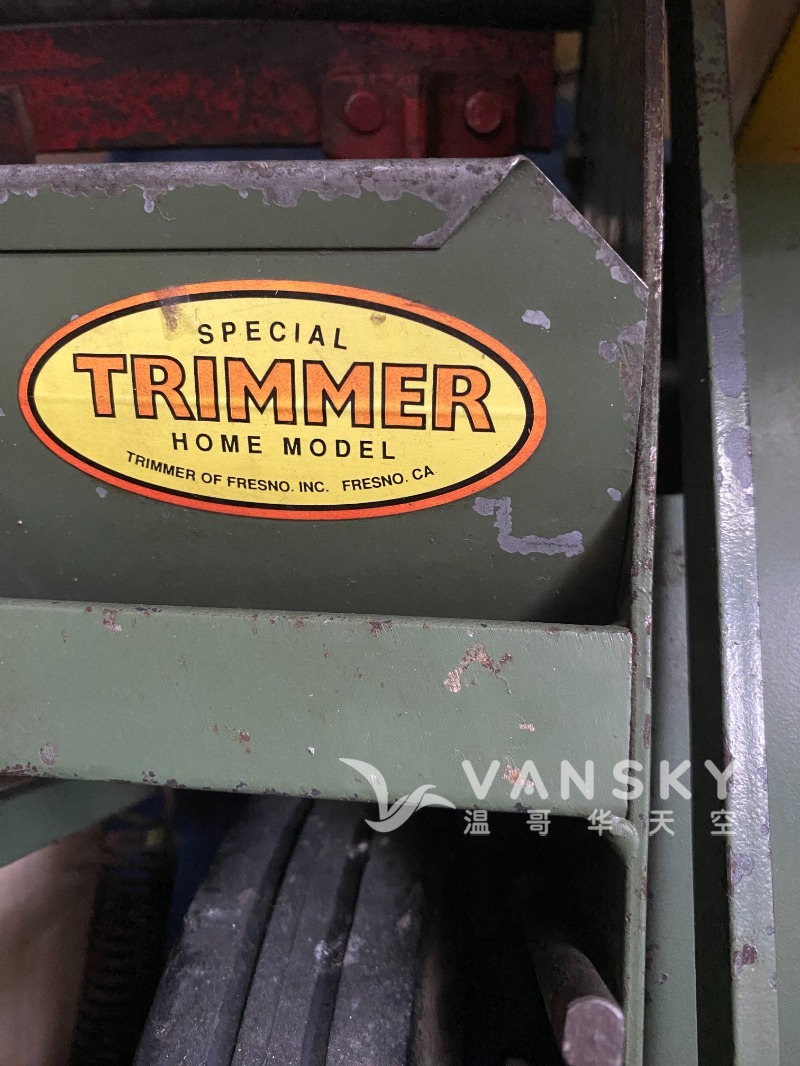 SPECIAL
TRIMMER
HOME MODEL
TRIMMER OF FRESNO. INC. FRESNO. CA
VANSKY
温哥华天空